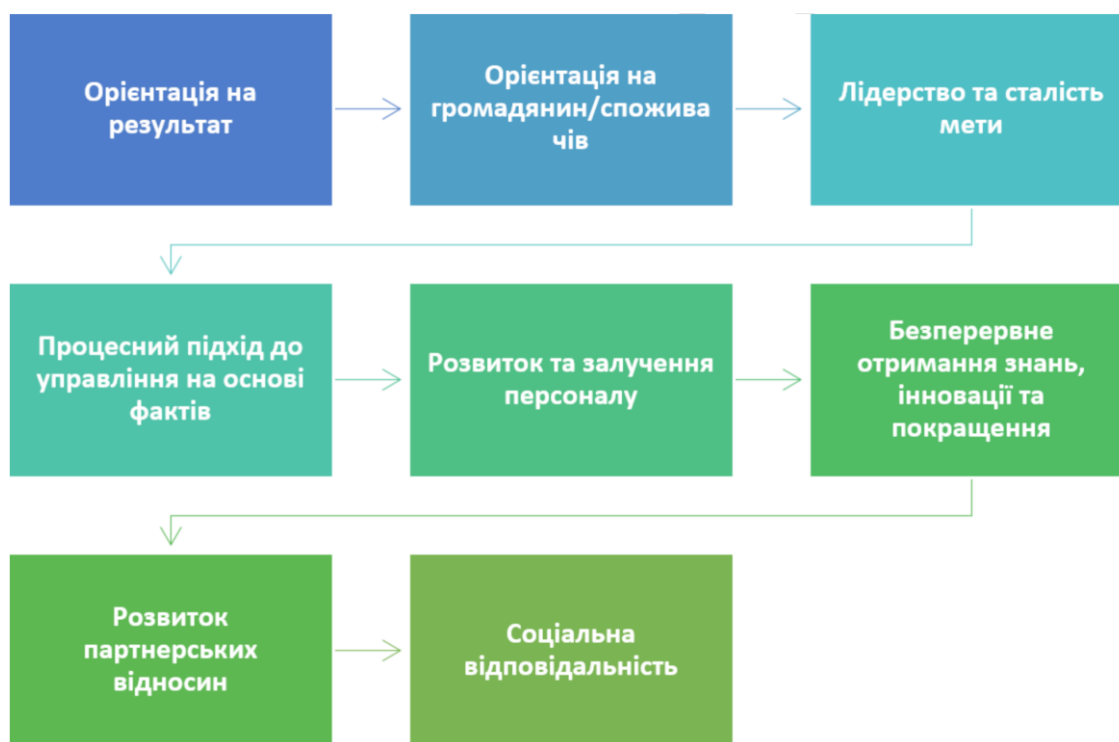 Орієнтація на
результат
Орієнтація на
громадянин/спожива
чів
Лідерство та сталість
мети
Процесний підхід до
управління на основі
фактів
Розвиток та залучення
персоналу
Безперервне
отримання знань,
інновації та
покращення
Розвиток
партнерських
відносин
Соціальна
відповідальність